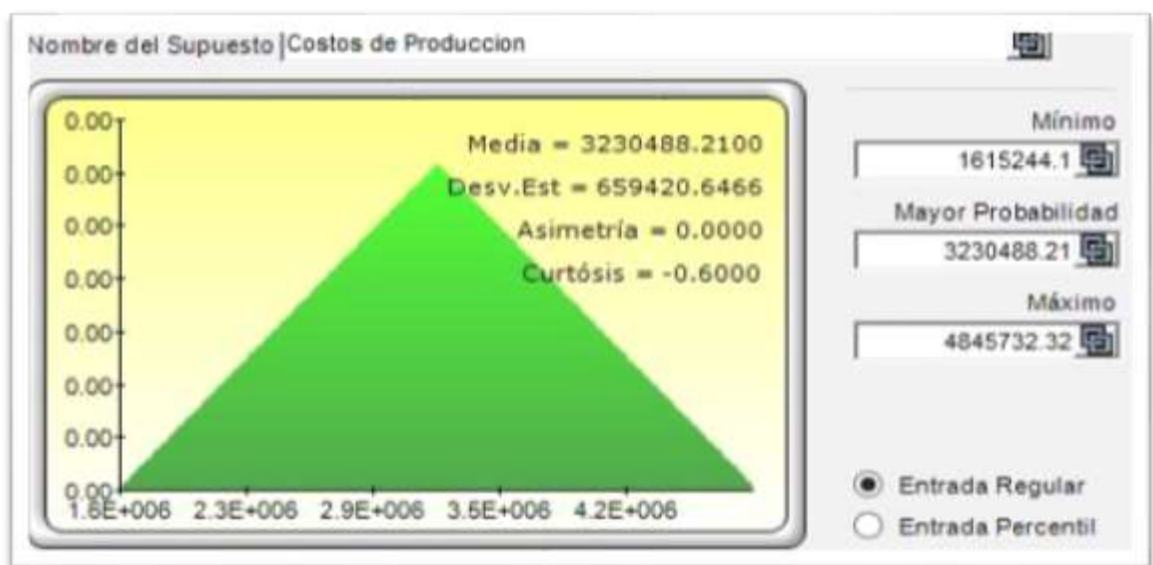 Nombre del Supuesto Costos de Produccion
0.00
0.00
0.00
0.00
0.00
0.00
0.00
0.00
1.6E+006 2.3E+006 2.9E+006 3.5E+006 4.2E+006
Media = 3230488.2100
Desv.Est = 659420.6466
Asimetría = 0.0000
Curtósis = -0.6000
Mínimo
1615244.1
Mayor Probabilidad
3230488.21
Máximo
4845732.32
Entrada Regular
Entrada Percentil